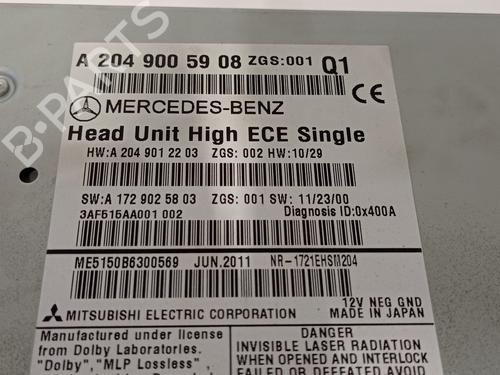 A 204 900 59 08 ZGS:001 Q1
MERCEDES-BENZ
CE
Head Unit High ECE Single
HW:A 204 901 22 03 ZGS: 002 HW:10/29
SW:A 172 902 58 03 ZGS: 001 SW: 11/23/00
3AF515AA001 002 Diagnosis ID:0x400A
ME5150B6300569 JUN.2011 NR-1721EHSM204
12V NEG GND
MITSUBISHI ELECTRIC CORPORATION MADE IN JAPAN
Manufactured under license
from Dolby Laboratories.
"Dolby","MLP Lossless",
DANGER
INVISIBLE LASER RADIATION
WHEN OPENED AND INTERLOCK